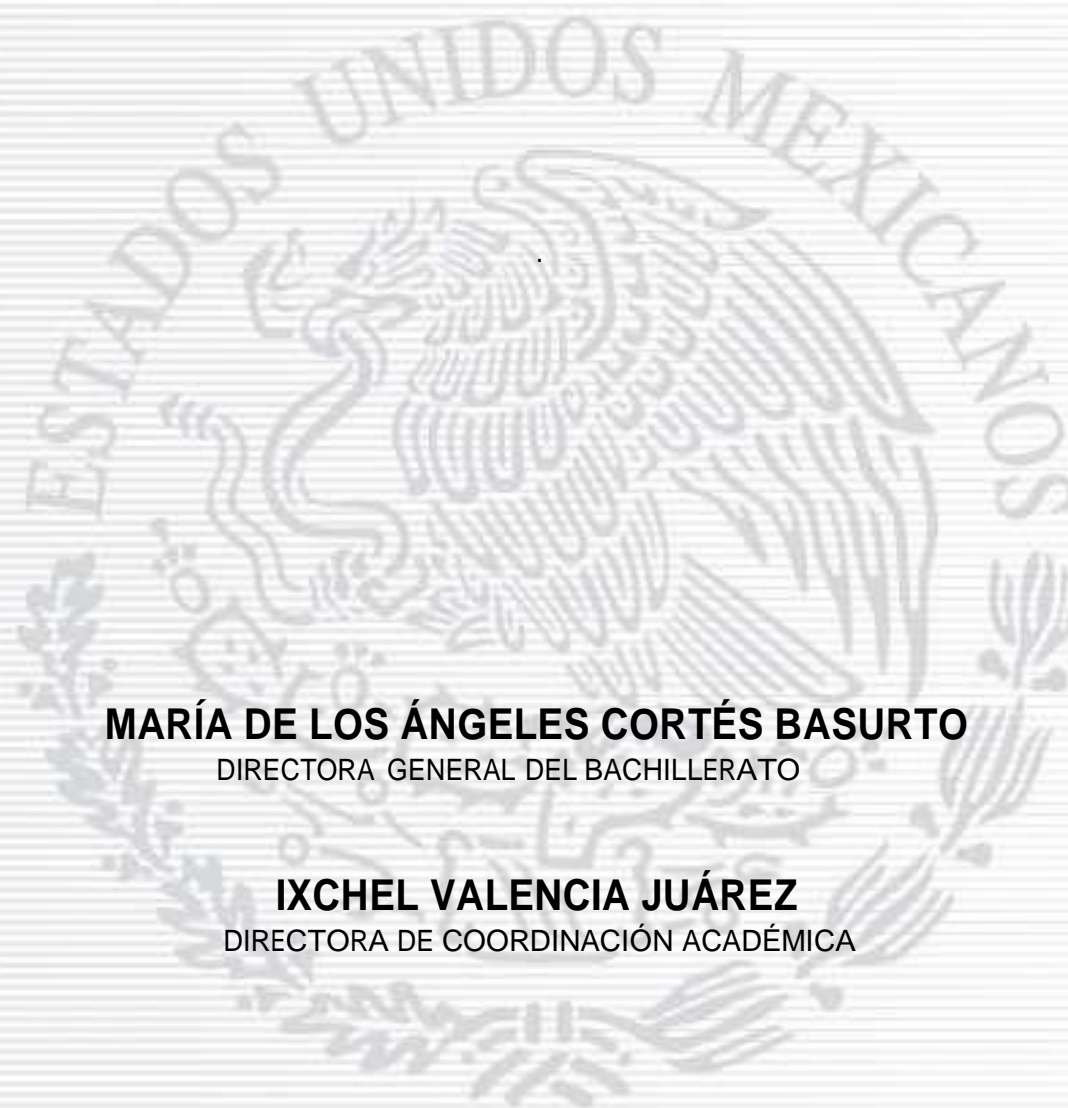 ESTADOS UNIDOS MEXICANOS
.
MARÍA DE LOS ÁNGELES CORTÉS BASURTO
DIRECTORA GENERAL DEL BACHILLERATO
IXCHEL VALENCIA JUÁREZ
DIRECTORA DE COORDINACIÓN ACADÉMICA